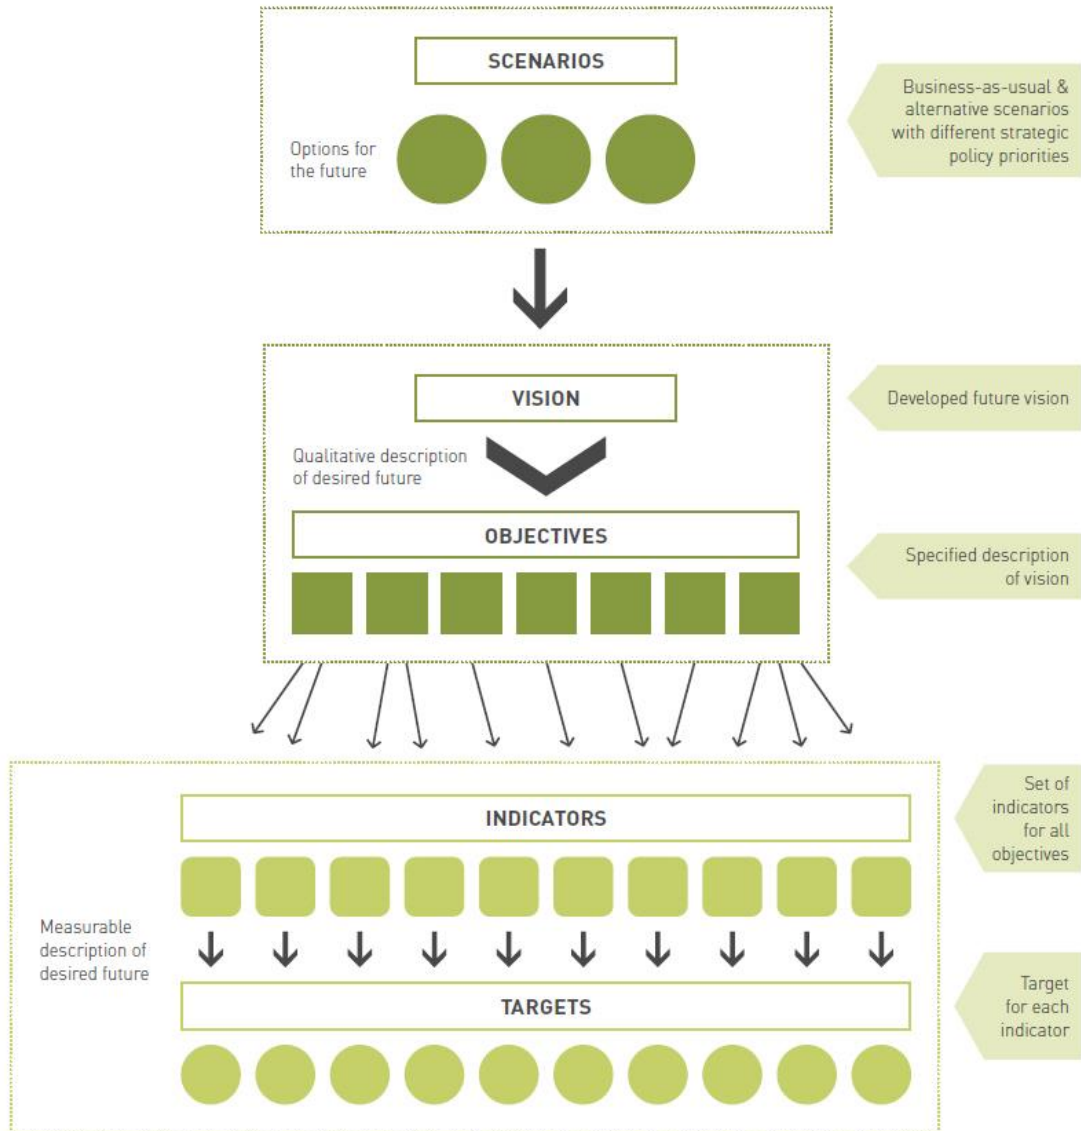 SCENARIOS
Options for
the future
Business-as-usual &
alternative scenarios
with different strategic
policy priorities
VISION
Developed future vision
Qualitative description
of desired future
OBJECTIVES
Specified description
of vision
INDICATORS
Set of
indicators
for all
objectives
Measurable
description of
desired future
TARGETS
Target
for each
indicator